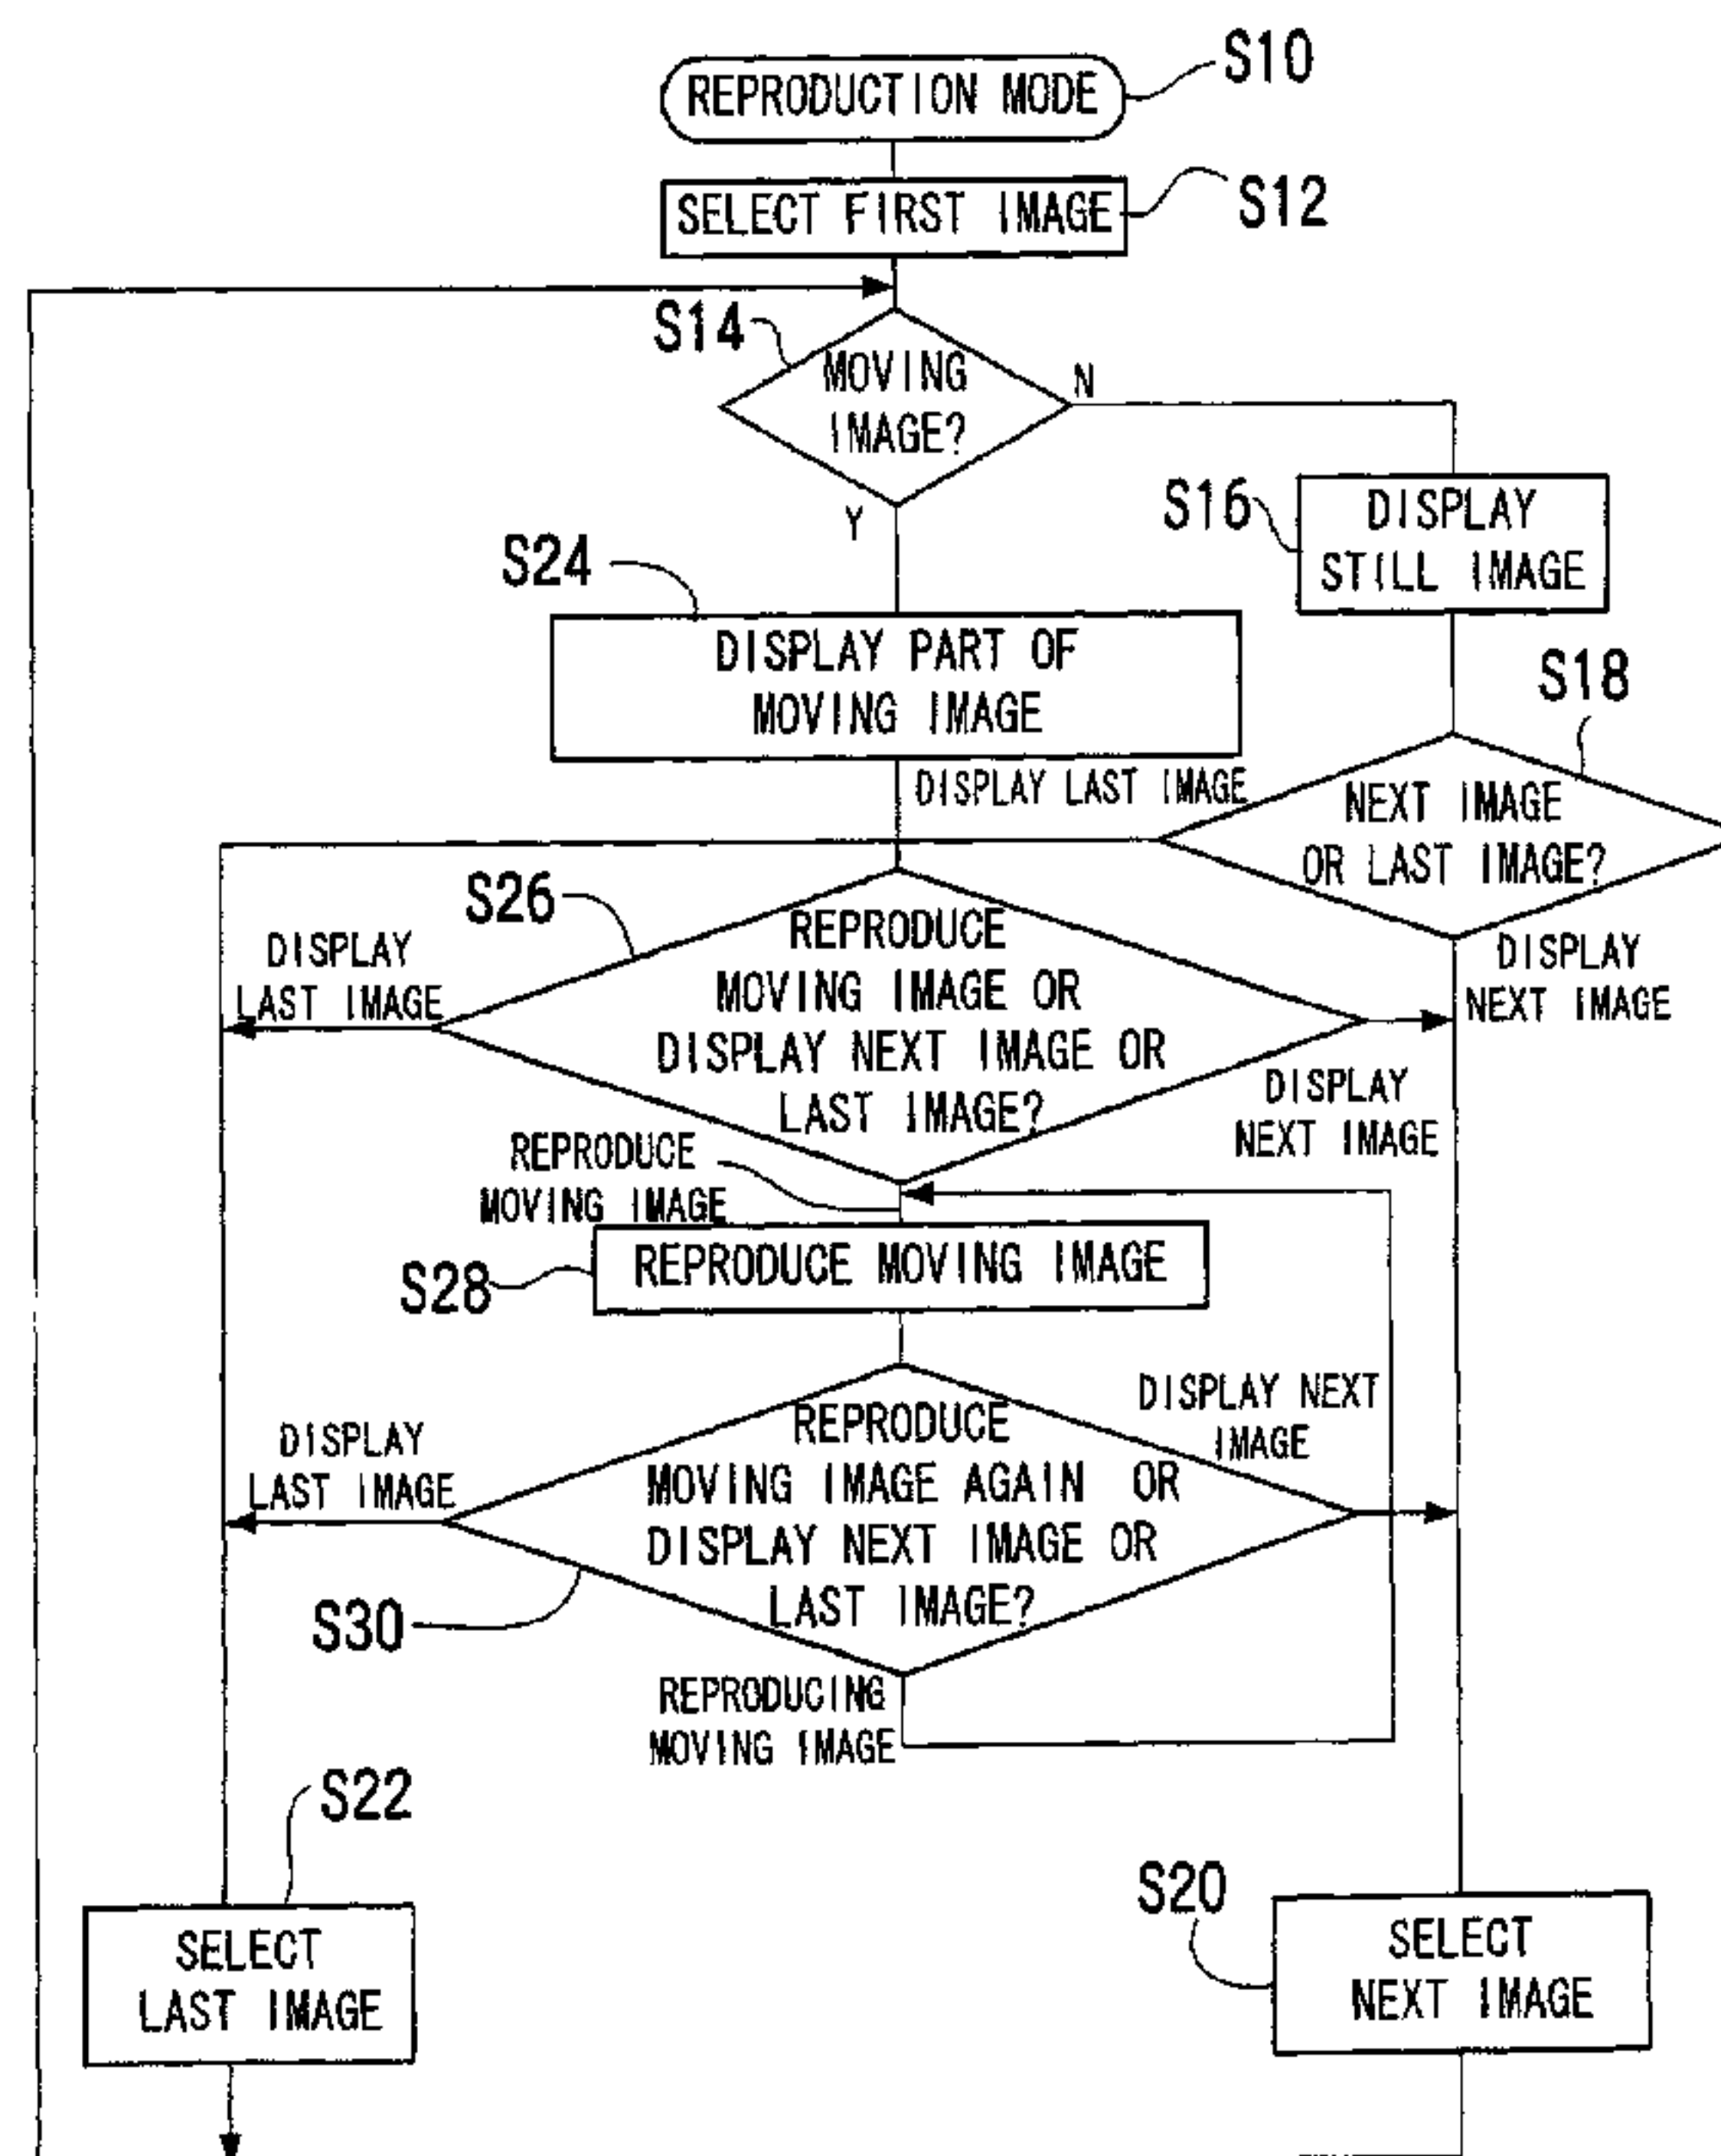 REPRODUCTION MODE
S10
SELECT FIRST IMAGE
S12
S14
MOVING
IMAGE?
N
Y
S16
DISPLAY
STILL IMAGE
S24
DISPLAY PART OF
MOVING IMAGE
S18
NEXT IMAGE
OR LAST IMAGE?
DISPLAY LAST IMAGE
S26
REPRODUCE
MOVING IMAGE OR
DISPLAY NEXT IMAGE OR
LAST IMAGE?
DISPLAY
LAST IMAGE
DISPLAY
NEXT IMAGE
DISPLAY
NEXT IMAGE
REPRODUCE
MOVING IMAGE
S28
REPRODUCE MOVING IMAGE
DISPLAY NEXT
IMAGE
DISPLAY
LAST IMAGE
REPRODUCE
MOVING IMAGE AGAIN OR
DISPLAY NEXT IMAGE OR
LAST IMAGE?
S30
REPRODUCING
MOVING IMAGE
S22
SELECT
LAST IMAGE
S20
SELECT
NEXT IMAGE